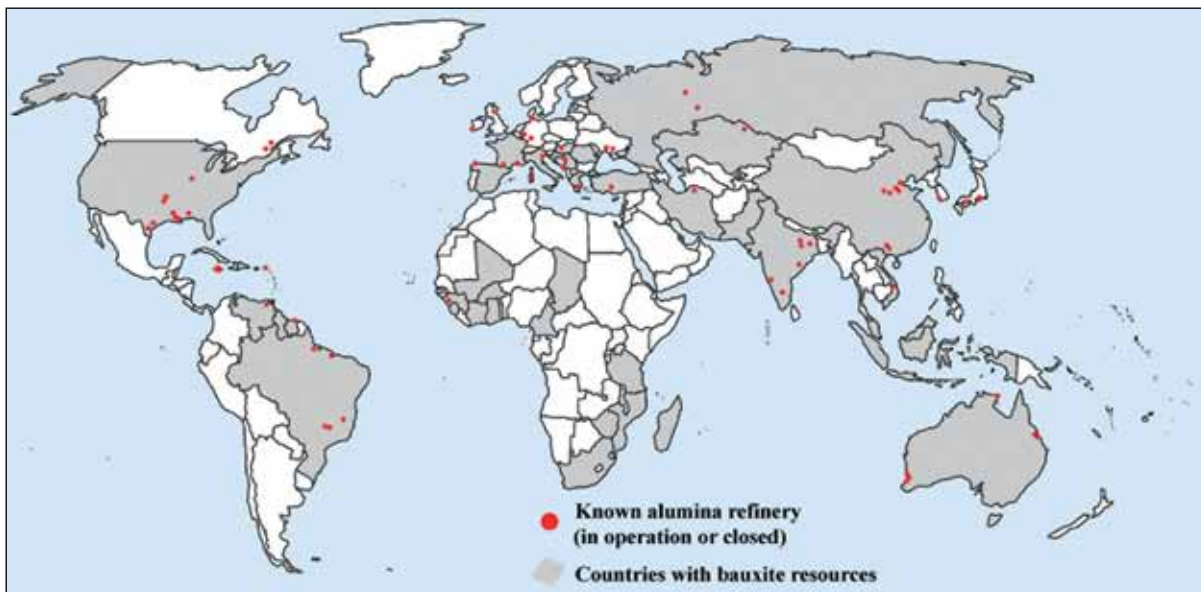 Known alumina refinery
(in operation or closed)
Countries with bauxite resources